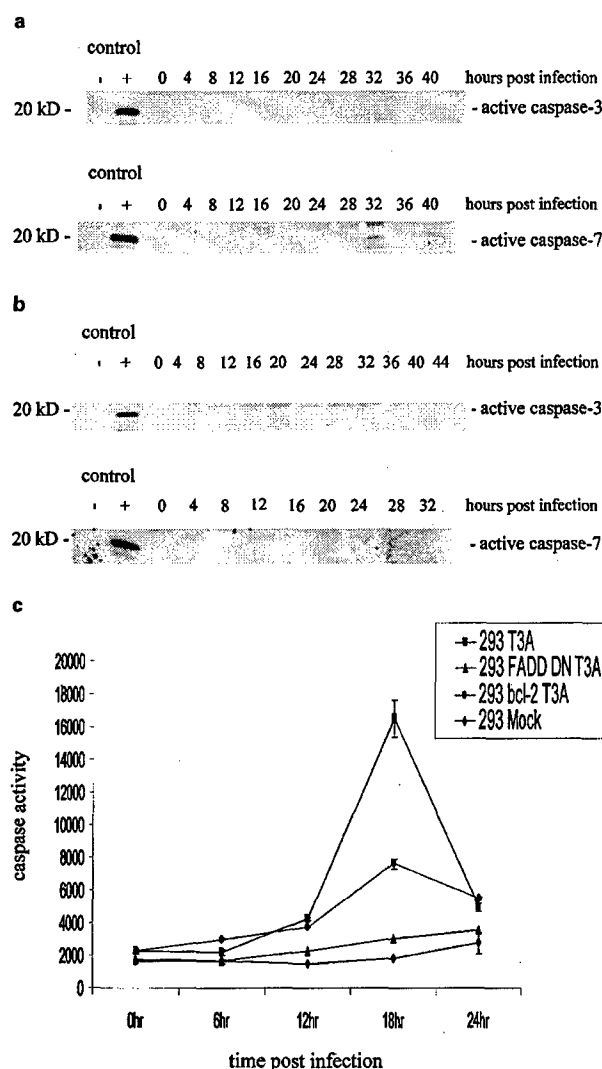 a
control
- + 0 4 8 12 16 20 24 28 32 36 40 hours post infection
20 kD - - active caspase-3
control
- + 0 4 8 12 16 20 24 28 32 36 40 hours post infection
20 kD - - active caspase-7
b
control
- + 0 4 8 12 16 20 24 28 32 36 40 44 hours post infection
20 kD - - active caspase-3
control
- + 0 4 8 12 16 20 24 28 32 hours post infection
20 kD - - active caspase-7
c
293 T3A
293 FADD DN T3A
293 bcl-2 T3A
293 Mock
20000
18000
16000
14000
12000
10000
8000
6000
4000
2000
0
caspase activity
0hr 6hr 12hr 18hr 24hr
time post infection